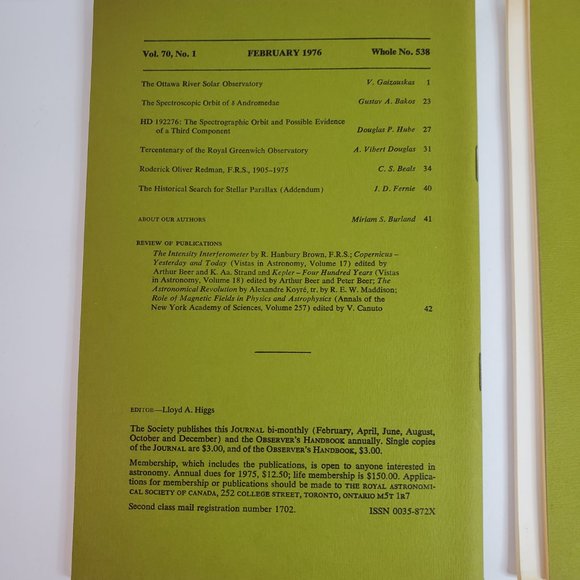 Vol. 70, No. 1 FEBRUARY 1976 Whole No. 538
The Ottawa River Solar Observatory V. Gaizauskas 1
The Spectroscopic Orbit of δ Andromedae Gustav A. Bakos 23
HD 192276: The Spectrographic Orbit and Possible Evidence
of a Third Component Douglas P. Hube 27
Tercentenary of the Royal Greenwich Observatory A. Vibert Douglas 31
Roderick Oliver Redman, F.R.S., 1905–1975 C. S. Beals 34
The Historical Search for Stellar Parallax (Addendum) J. D. Fernie 40
ABOUT OUR AUTHORS Miriam S. Burland 41
REVIEW OF PUBLICATIONS
The Intensity Interferometer by R. Hanbury Brown, F.R.S.; Copernicus –
Yesterday and Today (Vistas in Astronomy, Volume 17) edited by
Arthur Beer and K. Aa. Strand and Kepler – Four Hundred Years (Vistas
in Astronomy, Volume 18) edited by Arthur Beer and Peter Beer; The
Astronomical Revolution by Alexandre Koyré, tr. by R. E. W. Maddison;
Role of Magnetic Fields in Physics and Astrophysics (Annals of the
New York Academy of Sciences, Volume 257) edited by V. Canuto 42
EDITOR—Lloyd A. Higgs
The Society publishes this JOURNAL bi-monthly (February, April, June, August,
October and December) and the OBSERVER'S HANDBOOK annually. Single copies
of the JOURNAL are $3.00, and of the OBSERVER'S HANDBOOK, $3.00.
Membership, which includes the publications, is open to anyone interested in
astronomy. Annual dues for 1975, $12.50; life membership is $150.00. Applica-
tions for membership or publications should be made to THE ROYAL ASTRONOMI-
CAL SOCIETY OF CANADA, 252 COLLEGE STREET, TORONTO, ONTARIO M5T 1R7
Second class mail registration number 1702. ISSN 0035-872X